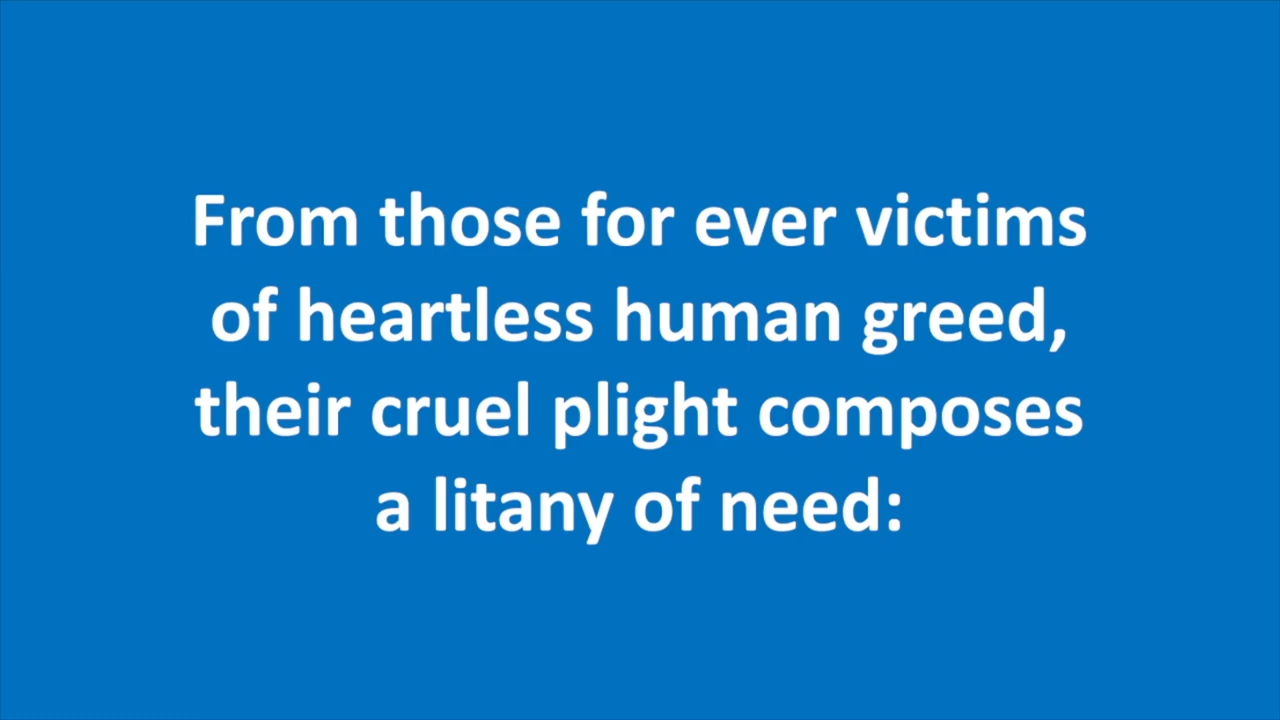 From those for ever victims
of heartless human greed,
their cruel plight composes
a litany of need: